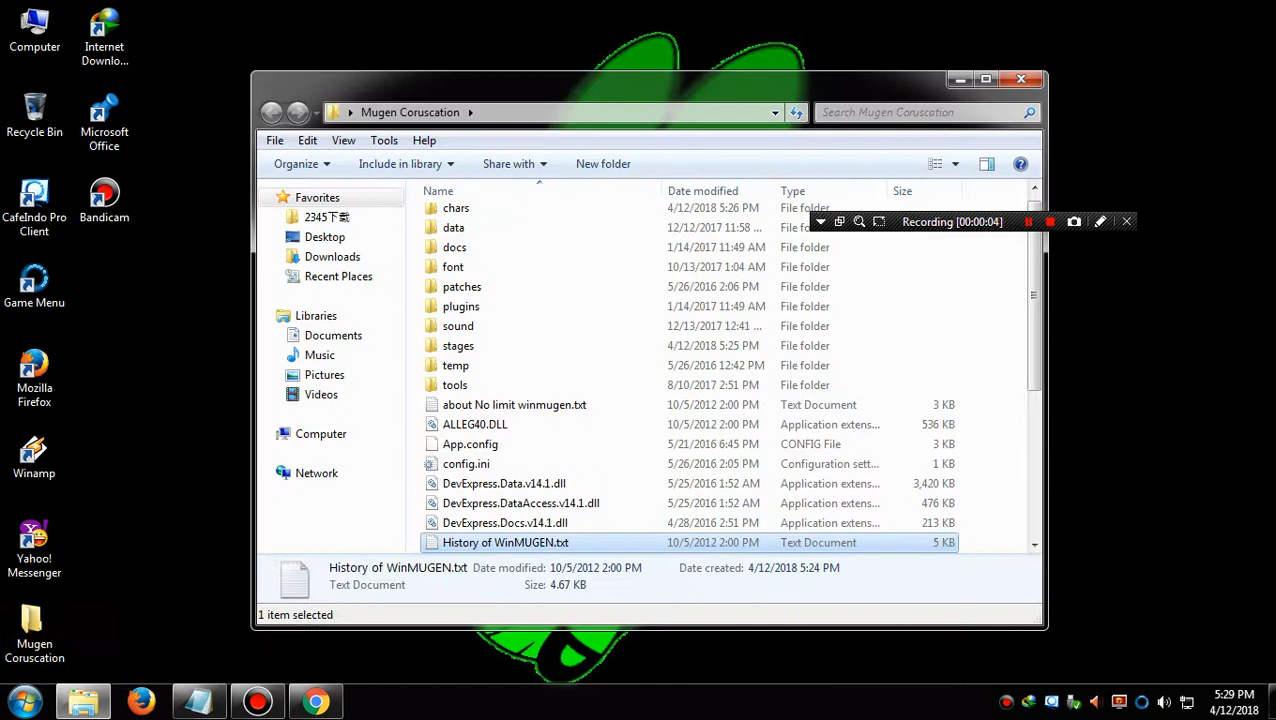 Computer
Internet
Downlo...
Recycle Bin
Microsoft
Office
CafeIndo Pro
Client
Bandicam
Game Menu
Mozilla
Firefox
Winamp
Yahoo!
Messenger
Mugen
Coruscation
Mugen Coruscation
Search Mugen Coruscation
File Edit View Tools Help
Organize Include in library Share with New folder
Favorites
2345下载
Desktop
Downloads
Recent Places
Libraries
Documents
Music
Pictures
Videos
Computer
Network
Name Date modified Type Size
chars 4/12/2018 5:26 PM File folder
data 12/12/2017 11:58 ... File fo
docs 1/14/2017 11:49 AM File folder
font 10/13/2017 1:04 AM File folder
patches 5/26/2016 2:06 PM File folder
plugins 1/14/2017 11:49 AM File folder
sound 12/13/2017 12:41 ... File folder
stages 4/12/2018 5:25 PM File folder
temp 5/26/2016 12:42 PM File folder
tools 8/10/2017 2:51 PM File folder
about No limit winmugen.txt 10/5/2012 2:00 PM Text Document 3 KB
ALLEG40.DLL 10/5/2012 2:00 PM Application extens... 536 KB
App.config 5/21/2016 6:45 PM CONFIG File 3 KB
config.ini 5/26/2016 2:05 PM Configuration sett... 1 KB
DevExpress.Data.v14.1.dll 5/25/2016 1:52 AM Application extens... 3,420 KB
DevExpress.DataAccess.v14.1.dll 5/25/2016 1:52 AM Application extens... 476 KB
DevExpress.Docs.v14.1.dll 4/28/2016 2:51 PM Application extens... 213 KB
History of WinMUGEN.txt 10/5/2012 2:00 PM Text Document 5 KB
Recording [00:00:04]
History of WinMUGEN.txt Date modified: 10/5/2012 2:00 PM Date created: 4/12/2018 5:24 PM
Text Document Size: 4.67 KB
1 item selected
5:29 PM
4/12/2018